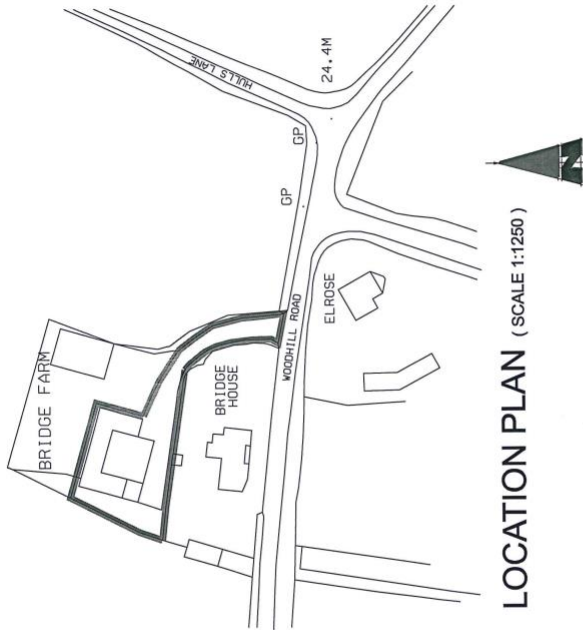 HULLS LANE
24.4M
GP
GP
BRIDGE FARM
WOODHILL ROAD
ELROSE
BRIDGE
HOUSE
LOCATION PLAN ( SCALE 1:1250 )
N